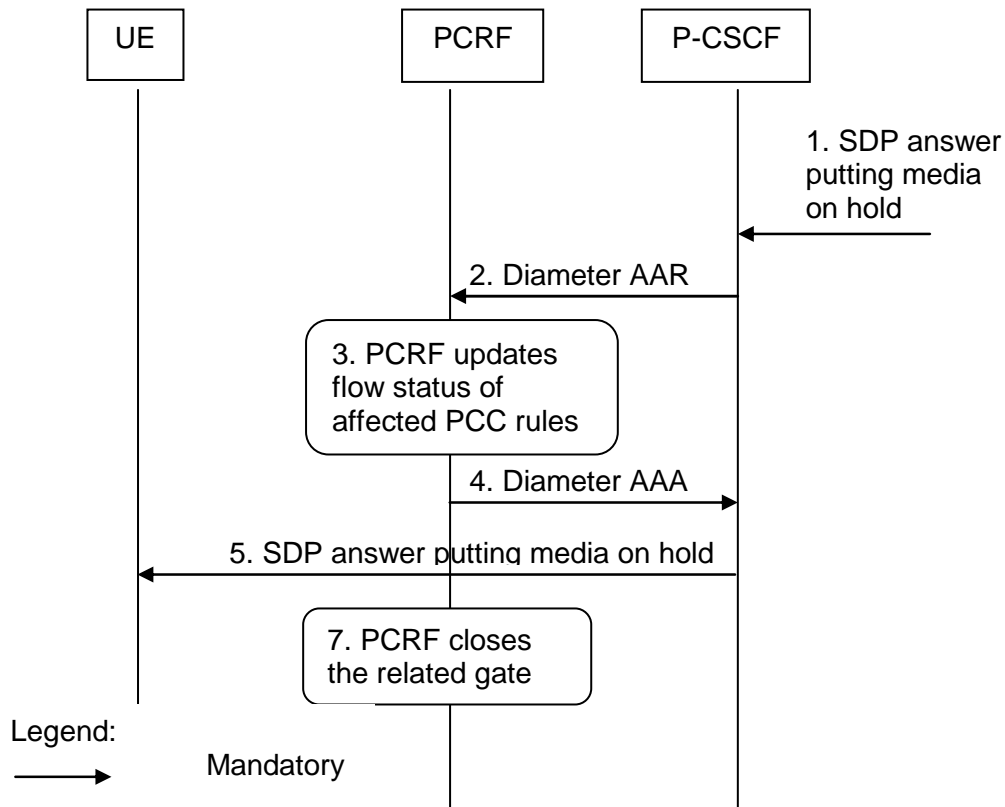 UE
PCRF
P-CSCF
1. SDP answer
putting media
on hold
2. Diameter AAR
3. PCRF updates
flow status of
affected PCC rules
4. Diameter AAA
5. SDP answer putting media on hold
7. PCRF closes
the related gate
Legend:
Mandatory